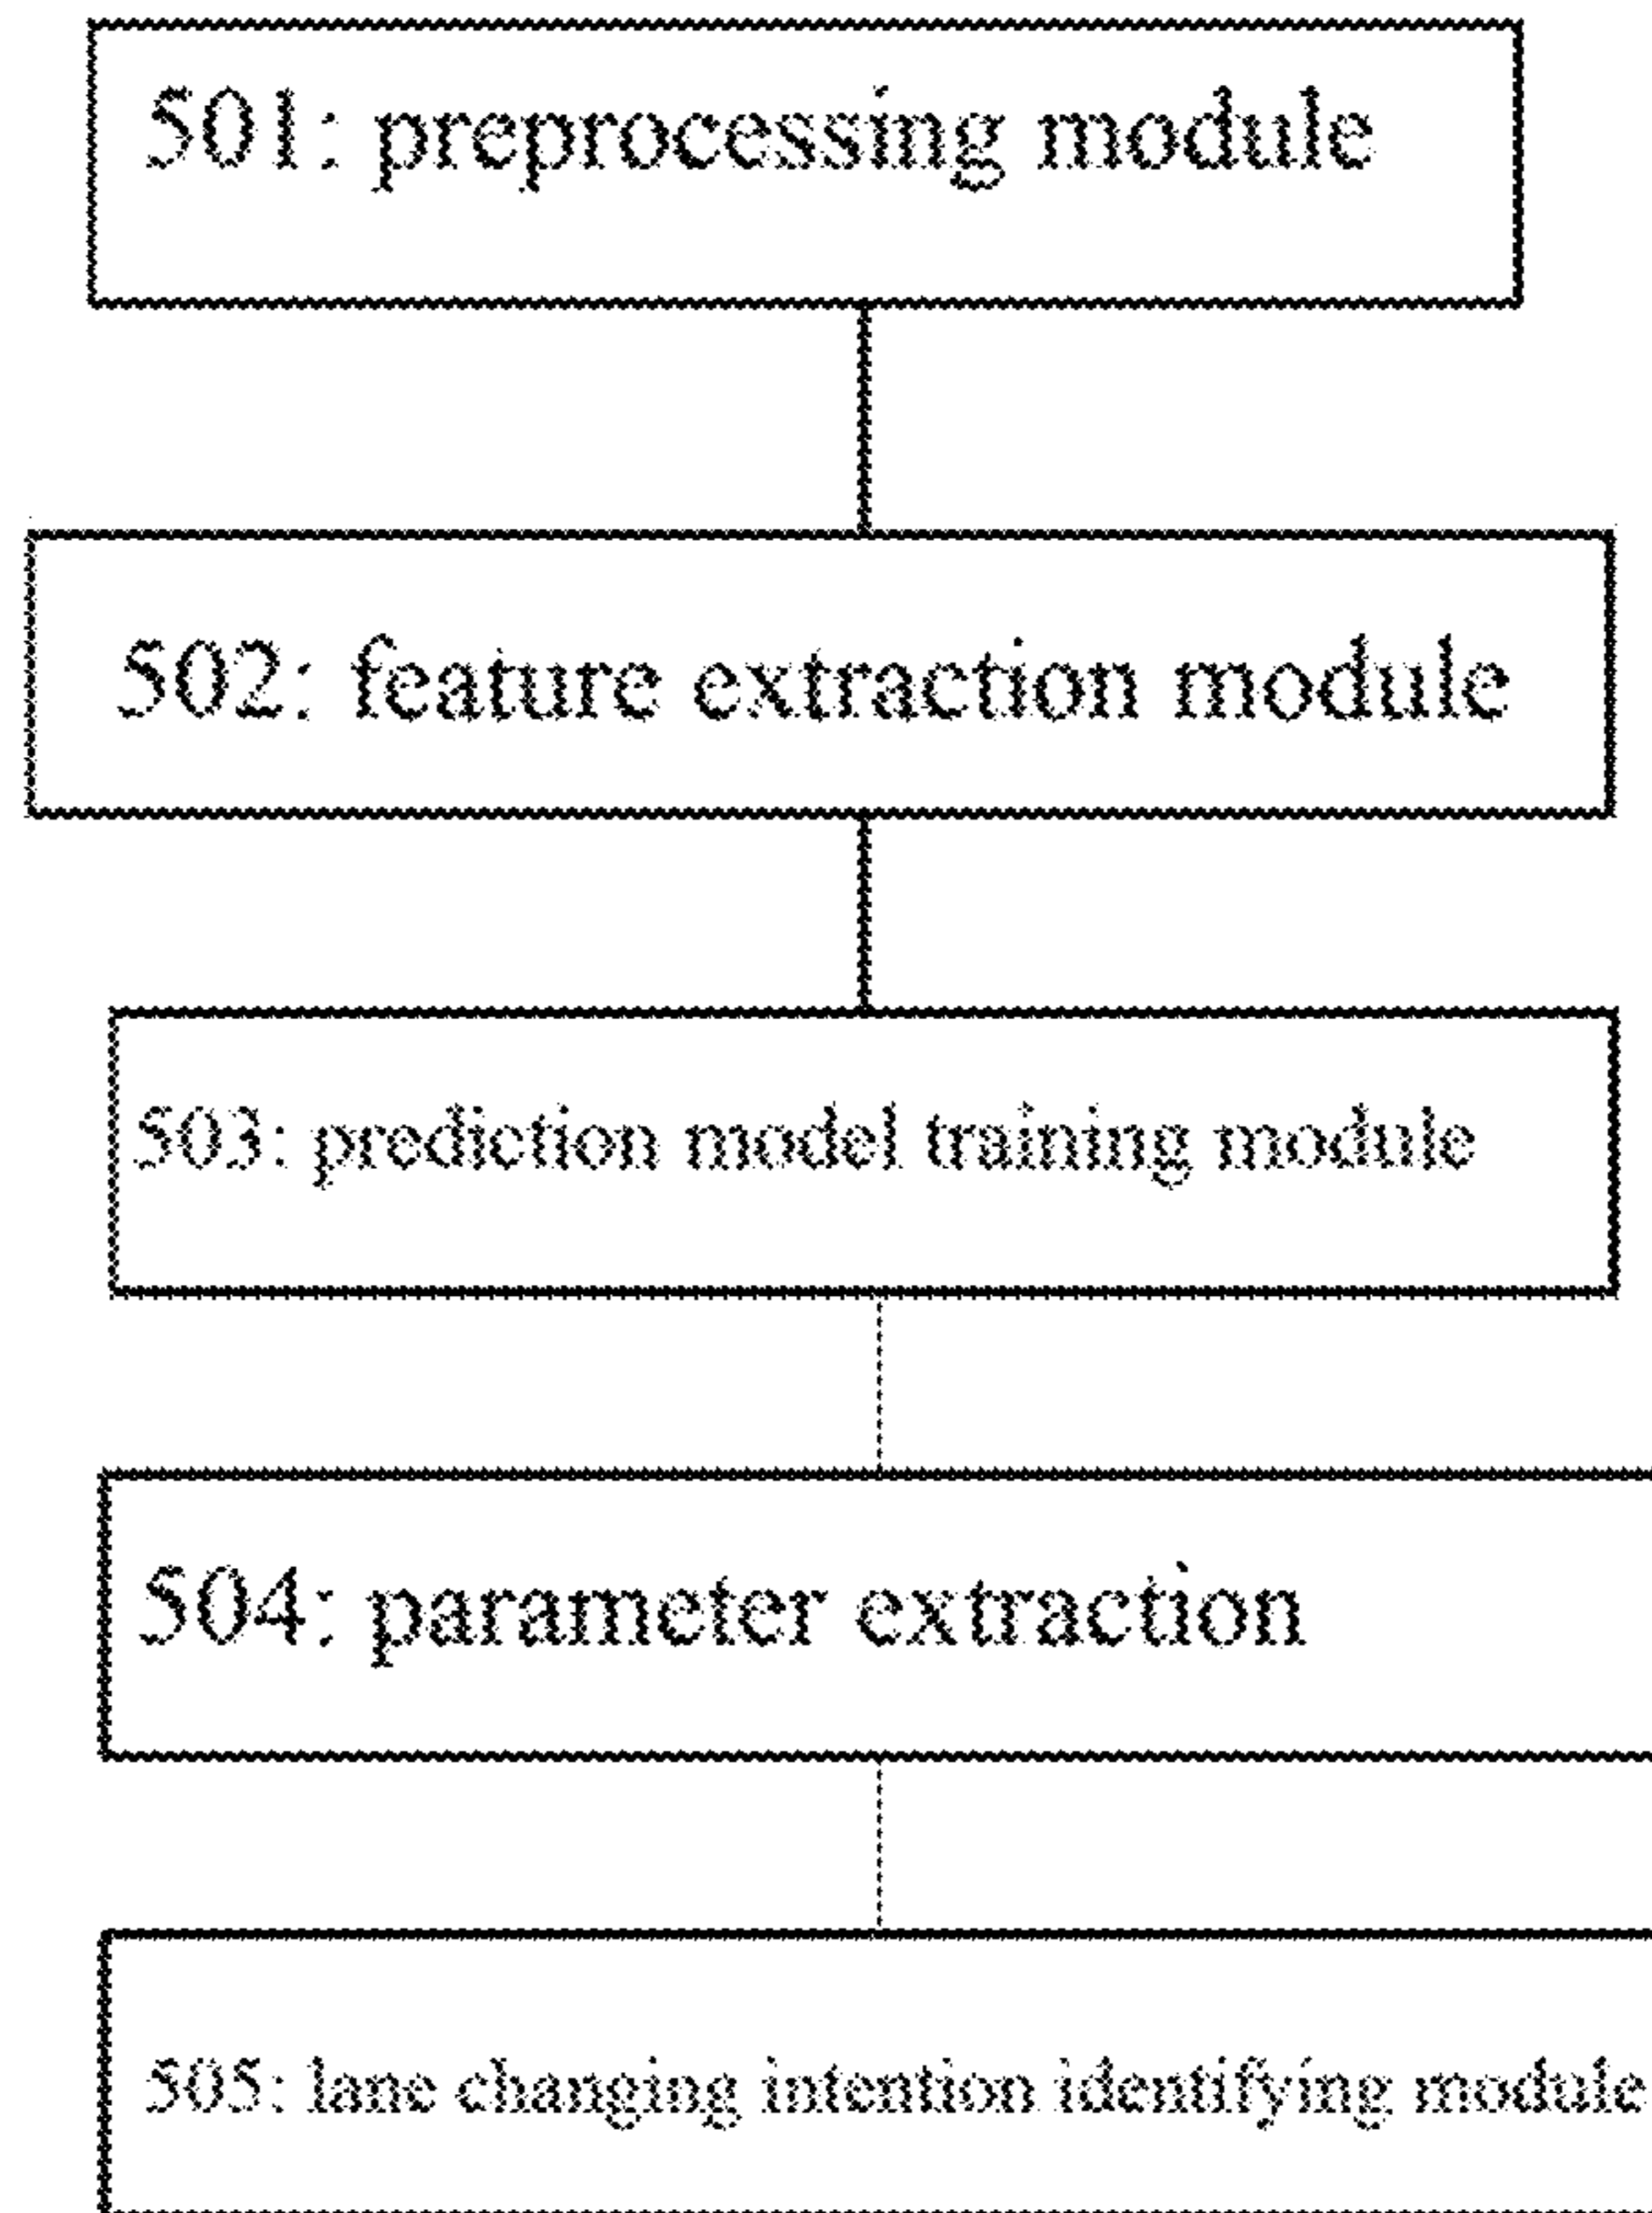 501: preprocessing module
502: feature extraction module
503: prediction model training module
504: parameter extraction
505: lane changing intention identifying module